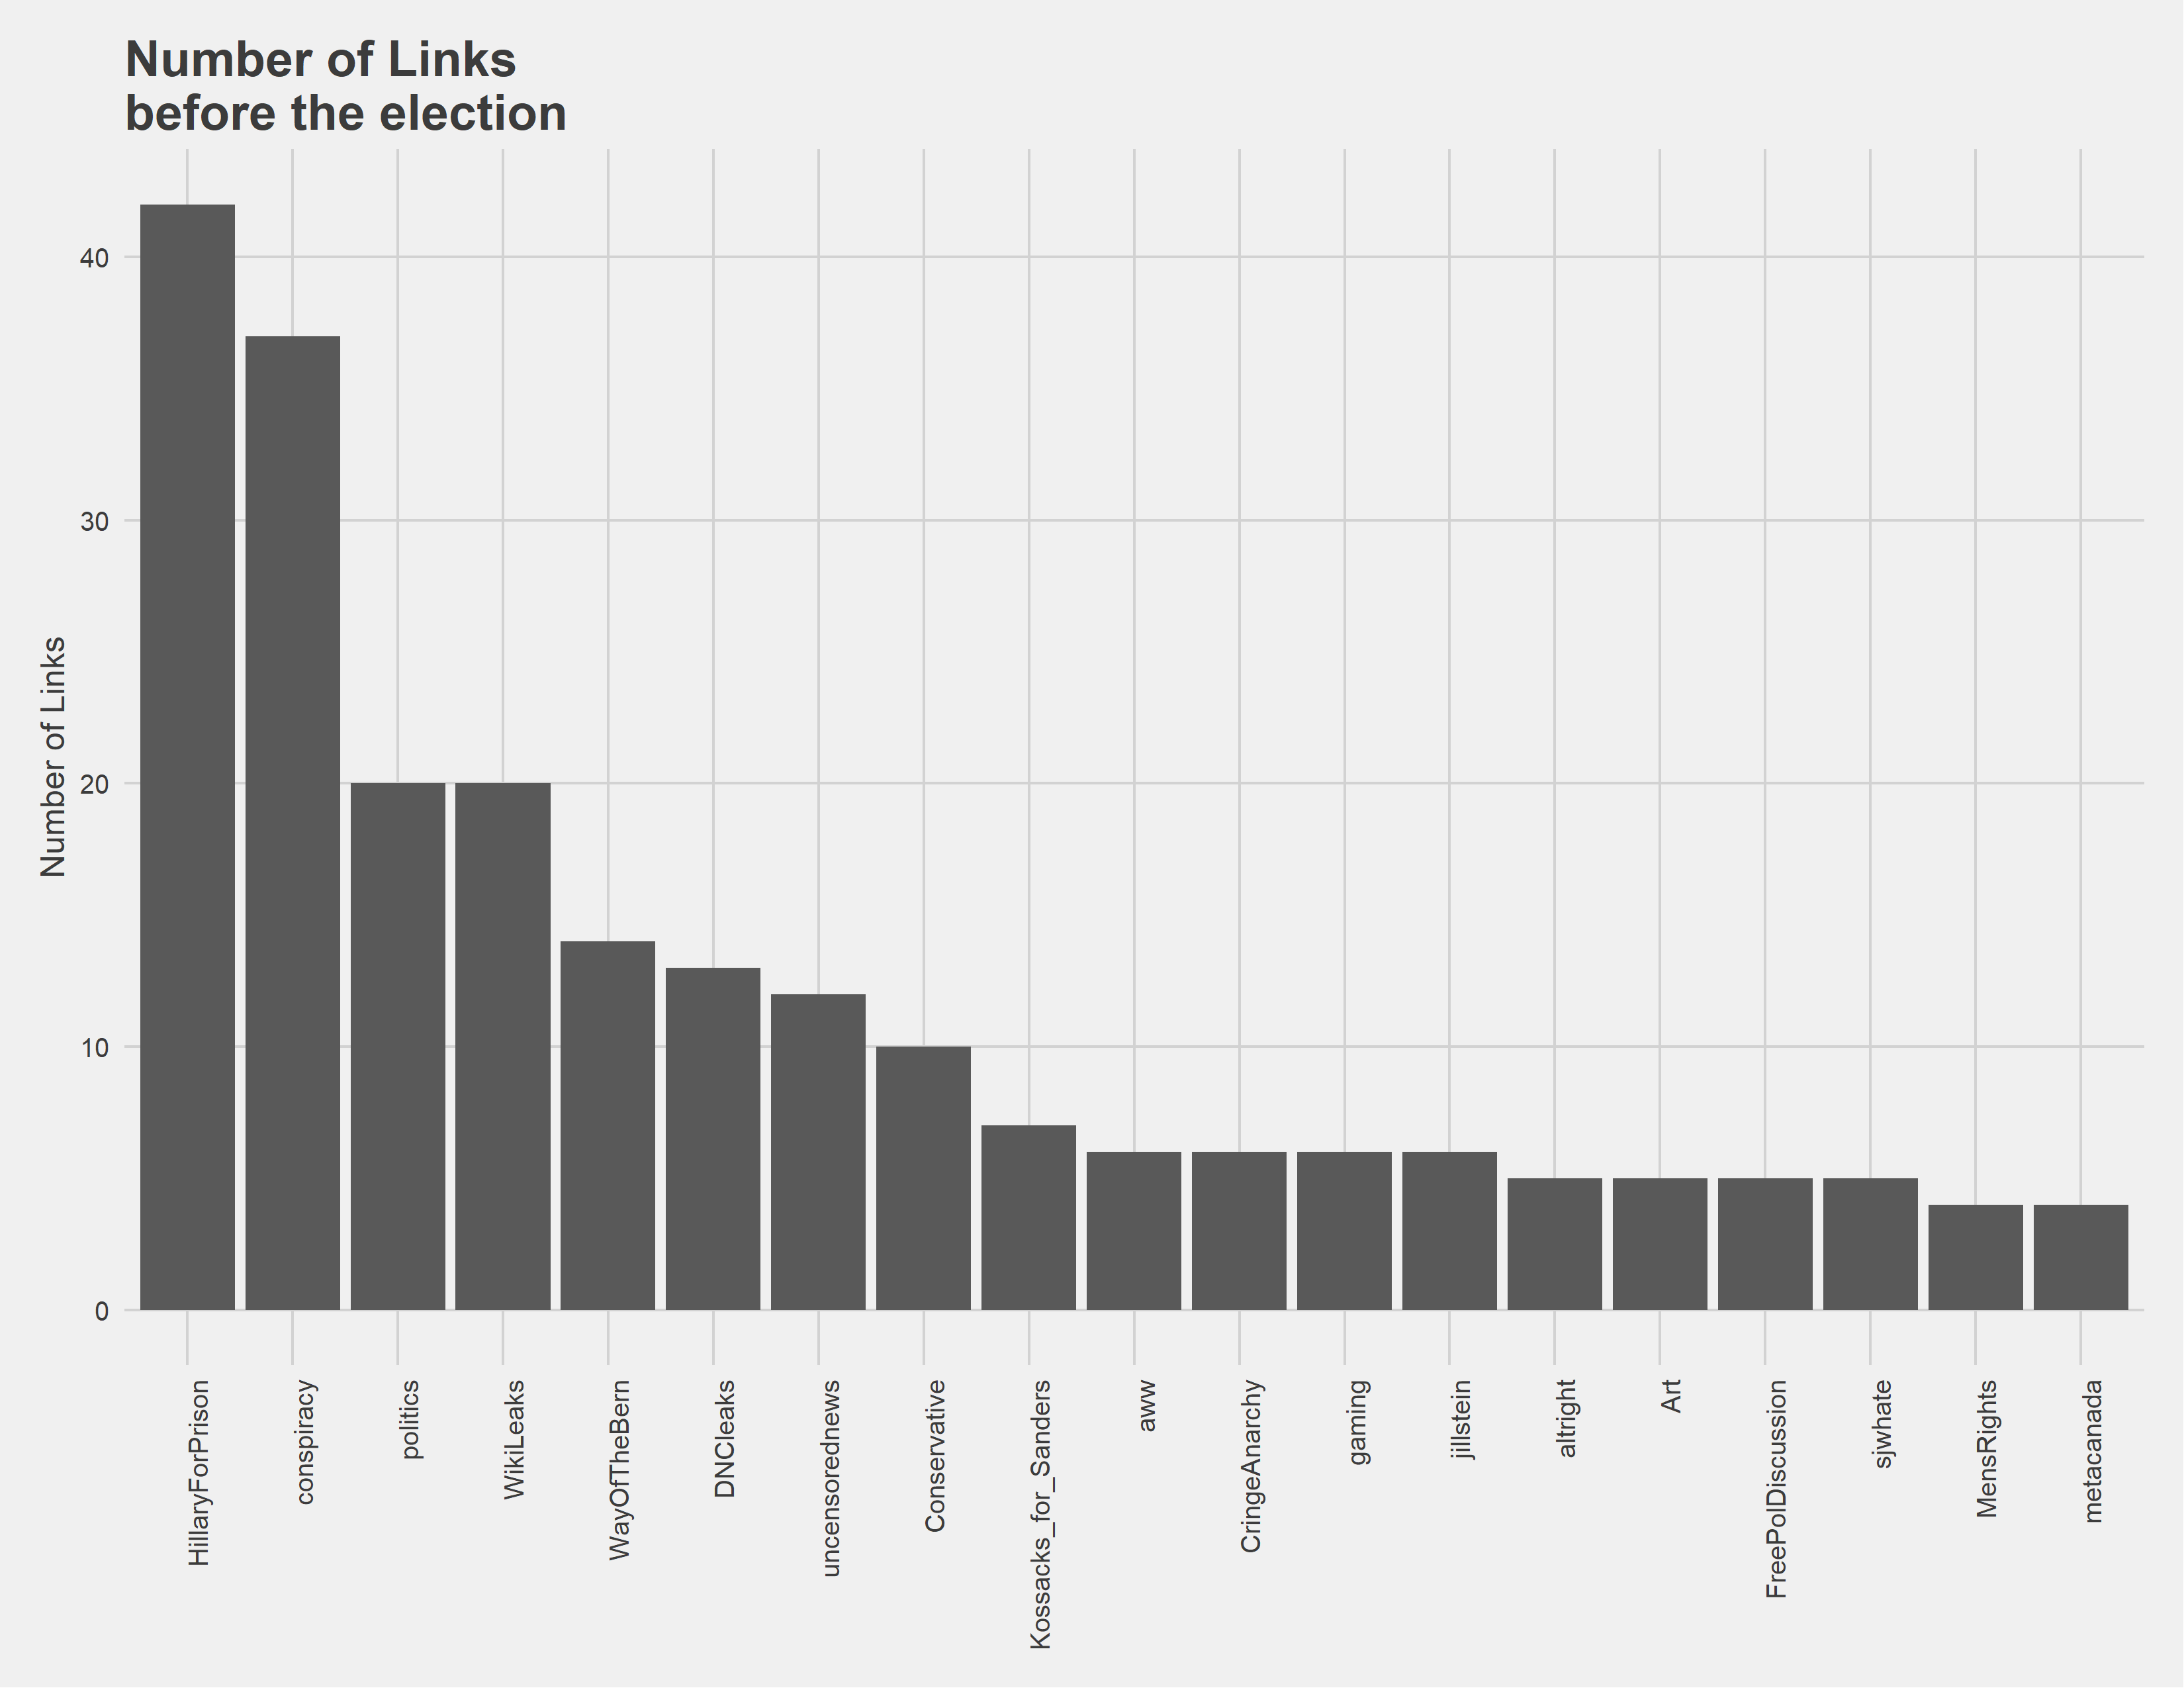 Number of Links
before the election
Number of Links
40
30
20
10
0
HillaryForPrison
conspiracy
politics
WikiLeaks
WayOfTheBern
DNCleaks
uncensorednews
Conservative
Kossacks_for_Sanders
aww
CringeAnarchy
gaming
jillstein
altright
Art
FreePolDiscussion
sjwhate
MensRights
metacanada